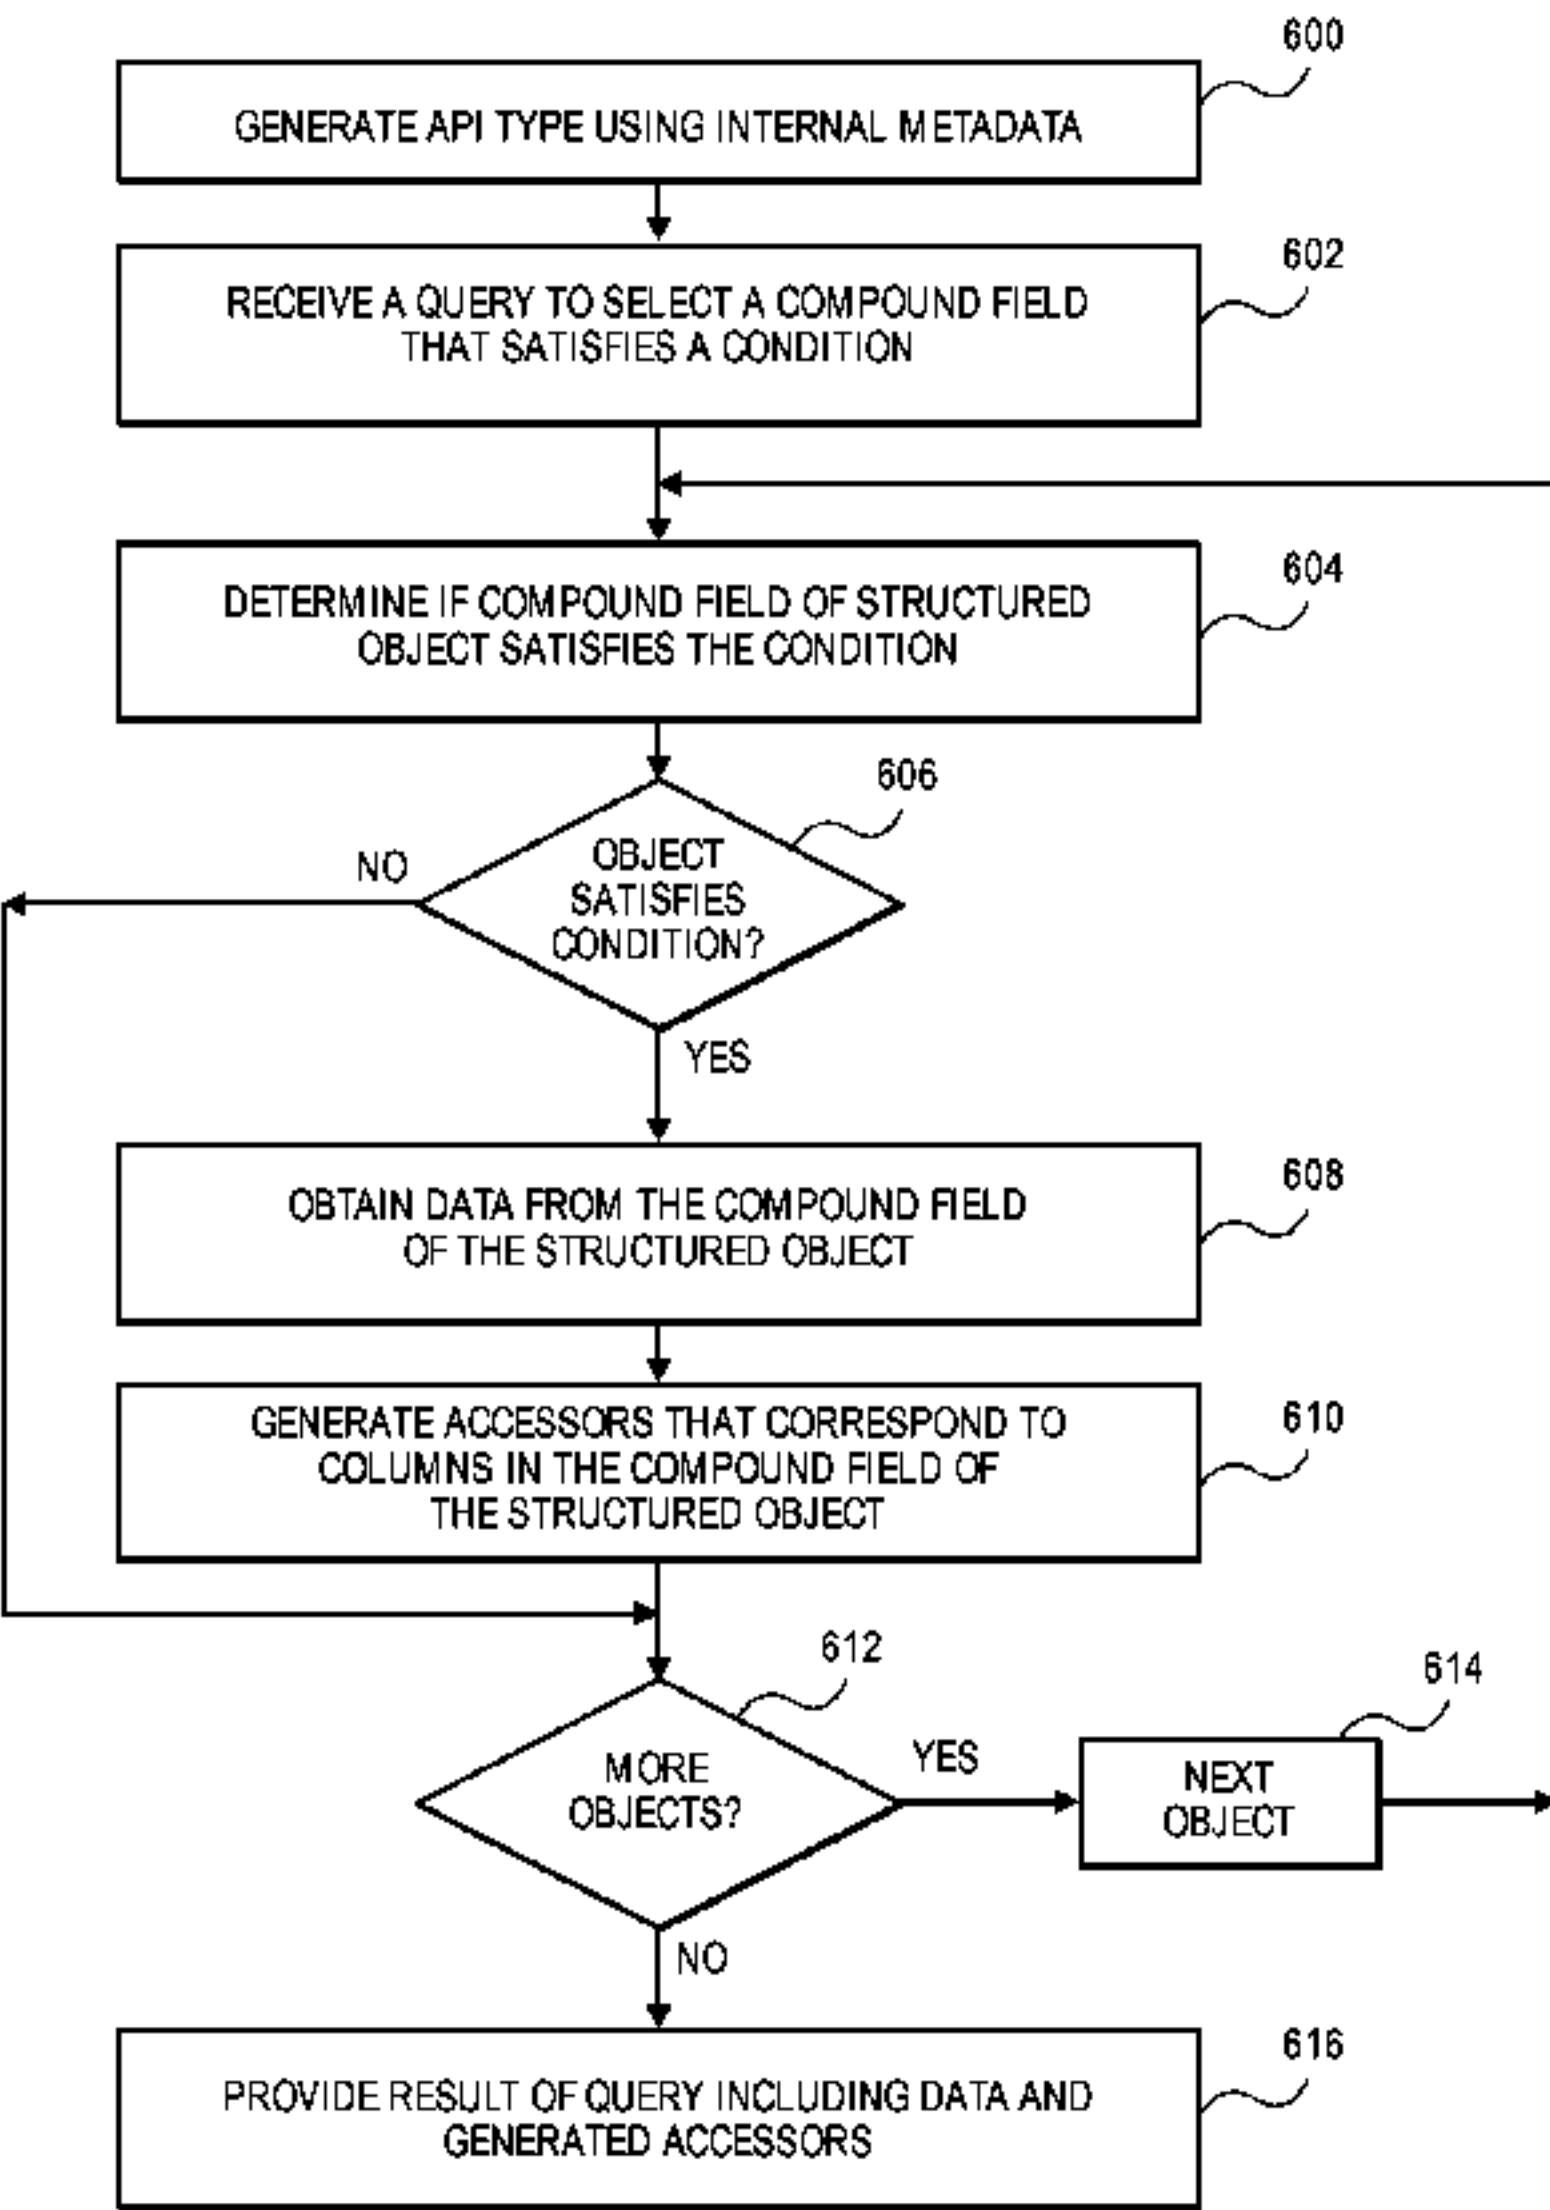 600
GENERATE API TYPE USING INTERNAL METADATA
602
RECEIVE A QUERY TO SELECT A COMPOUND FIELD
THAT SATISFIES A CONDITION
604
DETERMINE IF COMPOUND FIELD OF STRUCTURED
OBJECT SATISFIES THE CONDITION
606
NO
OBJECT
SATISFIES
CONDITION?
YES
608
OBTAIN DATA FROM THE COMPOUND FIELD
OF THE STRUCTURED OBJECT
610
GENERATE ACCESSORS THAT CORRESPOND TO
COLUMNS IN THE COMPOUND FIELD OF
THE STRUCTURED OBJECT
612
614
MORE
OBJECTS?
YES
NEXT
OBJECT
NO
616
PROVIDE RESULT OF QUERY INCLUDING DATA AND
GENERATED ACCESSORS